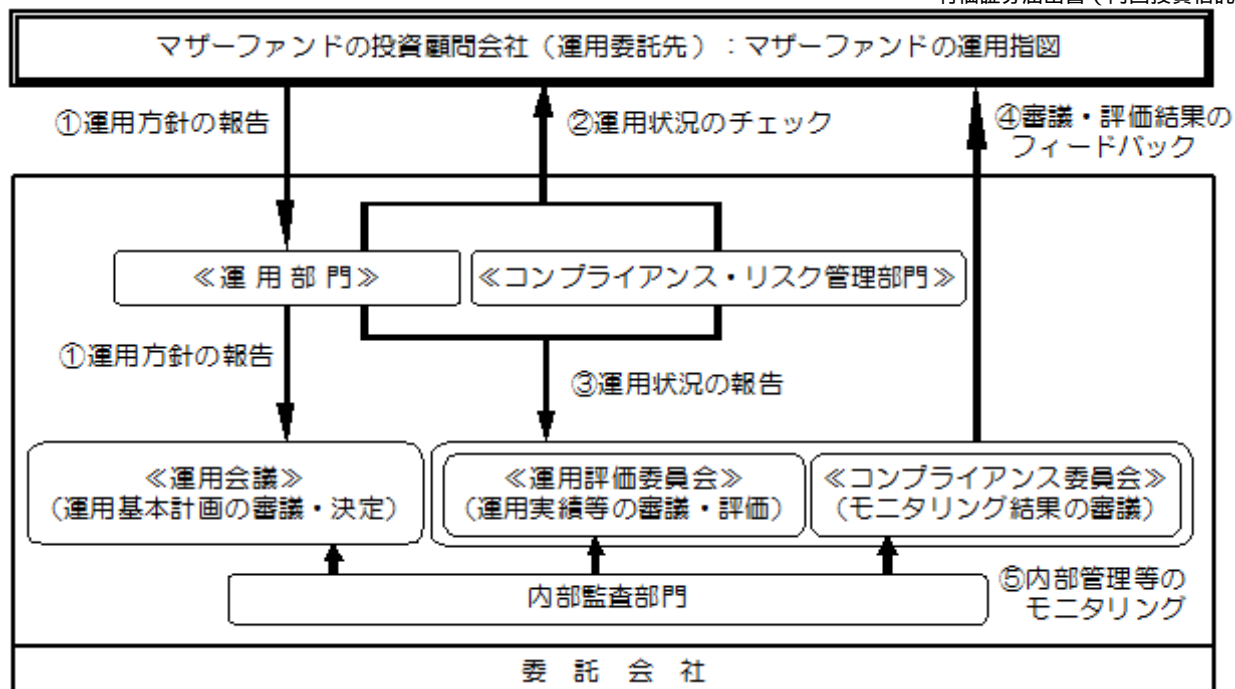 マザーファンドの投資顧問会社（運用委託先）：マザーファンドの運用指図
①運用方針の報告
②運用状況のチェック
④審議・評価結果の
フィードバック
≪運用部門≫
≪コンプライアンス・リスク管理部門≫
①運用方針の報告
③運用状況の報告
≪運用会議≫
（運用基本計画の審議・決定）
≪運用評価委員会≫
（運用実績等の審議・評価）
≪コンプライアンス委員会≫
（モニタリング結果の審議）
内部監査部門
⑤内部管理等の
モニタリング
委託会社